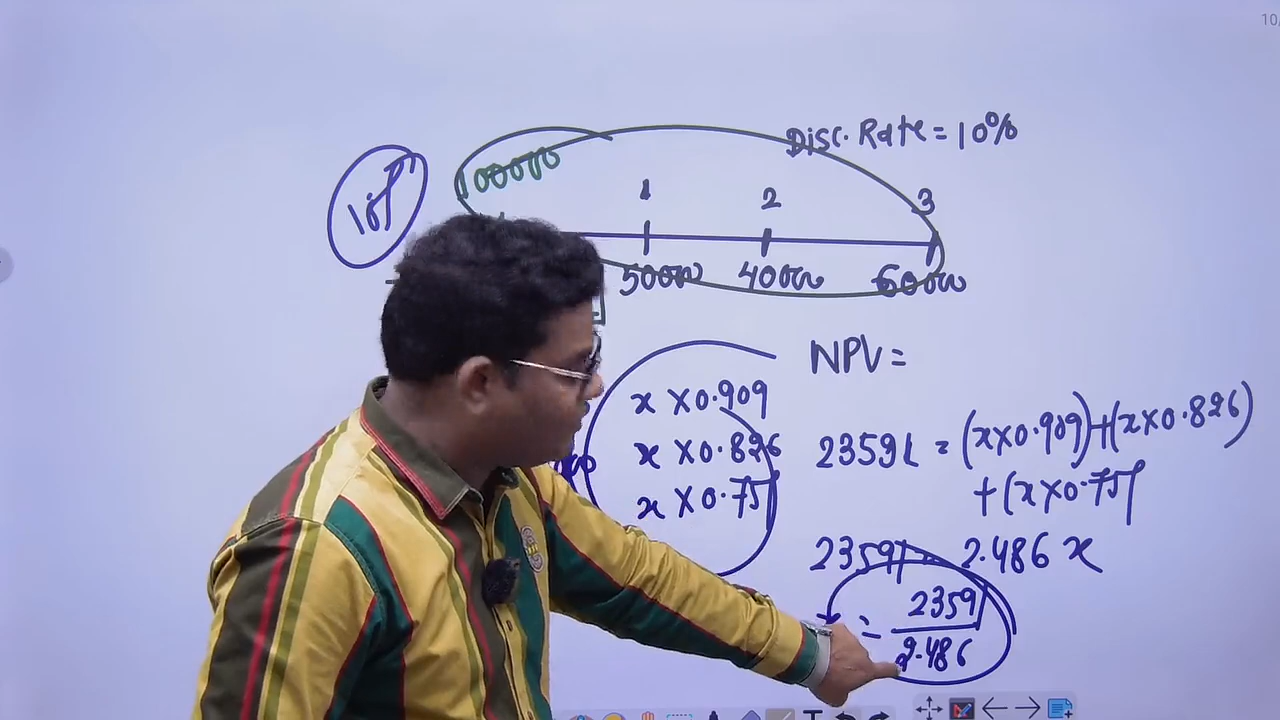 10
Disc. Rate = 10%
100000
1 2 3
50000 40000 60000
NPV =
x × 0.909
x × 0.826
x × 0.751
23591 = (x×0.909)+(x×0.826)
+(x×0.751
23591 = 2.486 x
= 23591
2.486